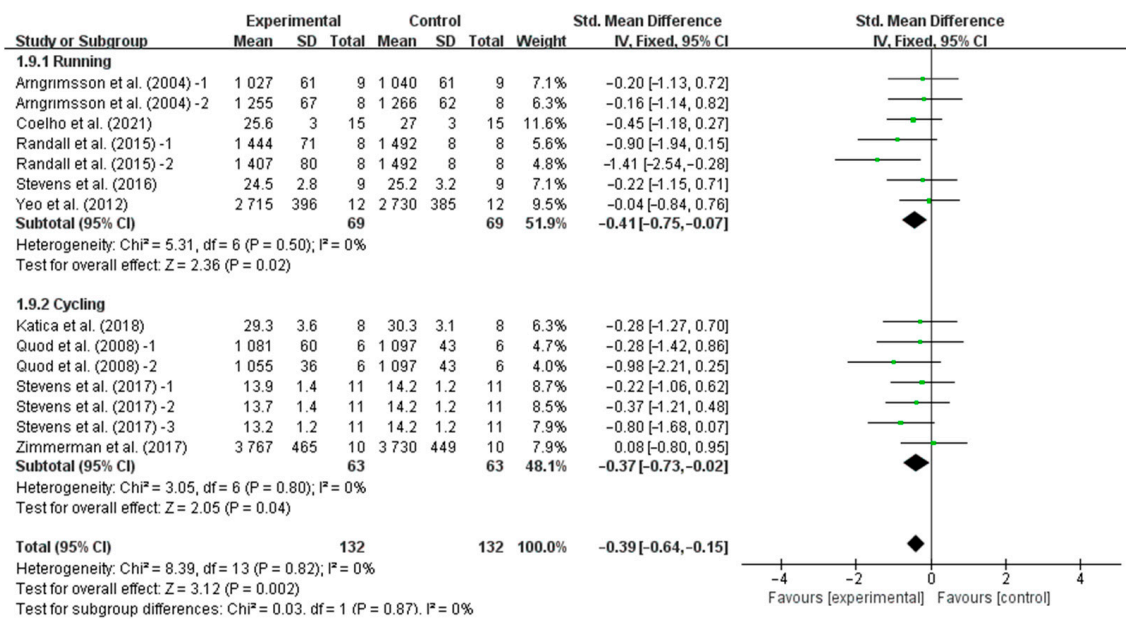 Experimental Control Std. Mean Difference Std. Mean Difference
Study or Subgroup Mean SD Total Mean SD Total Weight IV, Fixed, 95% CI IV, Fixed, 95% CI
1.9.1 Running
Arngrimsson et al. (2004) -1 1 027 61 9 1 040 61 9 7.1% −0.20 [−1.13, 0.72]
Arngrimsson et al. (2004) -2 1 255 67 8 1 266 62 8 6.3% −0.16 [−1.14, 0.82]
Coelho et al. (2021) 25.6 3 15 27 3 15 11.6% −0.45 [−1.18, 0.27]
Randall et al. (2015) -1 1 444 71 8 1 492 8 8 5.6% −0.90 [−1.94, 0.15]
Randall et al. (2015) -2 1 407 80 8 1 492 8 8 4.8% −1.41 [−2.54, −0.28]
Stevens et al. (2016) 24.5 2.8 9 25.2 3.2 9 7.1% −0.22 [−1.15, 0.71]
Yeo et al. (2012) 2 715 396 12 2 730 385 12 9.5% −0.04 [−0.84, 0.76]
Subtotal (95% CI) 69 69 51.9% −0.41 [−0.75, −0.07]
Heterogeneity: Chi² = 5.31, df = 6 (P = 0.50); I² = 0%
Test for overall effect: Z = 2.36 (P = 0.02)
1.9.2 Cycling
Katica et al. (2018) 29.3 3.6 8 30.3 3.1 8 6.3% −0.28 [−1.27, 0.70]
Quod et al. (2008) -1 1 081 60 6 1 097 43 6 4.7% −0.28 [−1.42, 0.86]
Quod et al. (2008) -2 1 055 36 6 1 097 43 6 4.0% −0.98 [−2.21, 0.25]
Stevens et al. (2017) -1 13.9 1.4 11 14.2 1.2 11 8.7% −0.22 [−1.06, 0.62]
Stevens et al. (2017) -2 13.7 1.4 11 14.2 1.2 11 8.5% −0.37 [−1.21, 0.48]
Stevens et al. (2017) -3 13.2 1.2 11 14.2 1.2 11 7.9% −0.80 [−1.68, 0.07]
Zimmerman et al. (2017) 3 767 465 10 3 730 449 10 7.9% 0.08 [−0.80, 0.95]
Subtotal (95% CI) 63 63 48.1% −0.37 [−0.73, −0.02]
Heterogeneity: Chi² = 3.05, df = 6 (P = 0.80); I² = 0%
Test for overall effect: Z = 2.05 (P = 0.04)
Total (95% CI) 132 132 100.0% −0.39 [−0.64, −0.15]
Heterogeneity: Chi² = 8.39, df = 13 (P = 0.82); I² = 0%
Test for overall effect: Z = 3.12 (P = 0.002)
Test for subgroup differences: Chi² = 0.03. df = 1 (P = 0.87). I² = 0%
−4 −2 0 2 4
Favours [experimental] Favours [control]